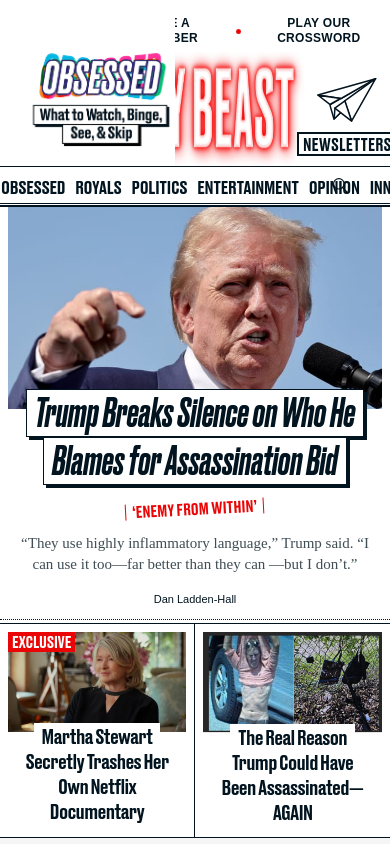 E A
BER
PLAY OUR
CROSSWORD
OBSESSED
What to Watch, Binge,
See, & Skip
Y BEAST
NEWSLETTERS
OBSESSED ROYALS POLITICS ENTERTAINMENT OPINION INN
Trump Breaks Silence on Who He
Blames for Assassination Bid
‘ENEMY FROM WITHIN’
“They use highly inflammatory language,” Trump said. “I
can use it too—far better than they can —but I don’t.”
Dan Ladden-Hall
EXCLUSIVE
Martha Stewart
Secretly Trashes Her
Own Netflix
Documentary
The Real Reason
Trump Could Have
Been Assassinated—
AGAIN